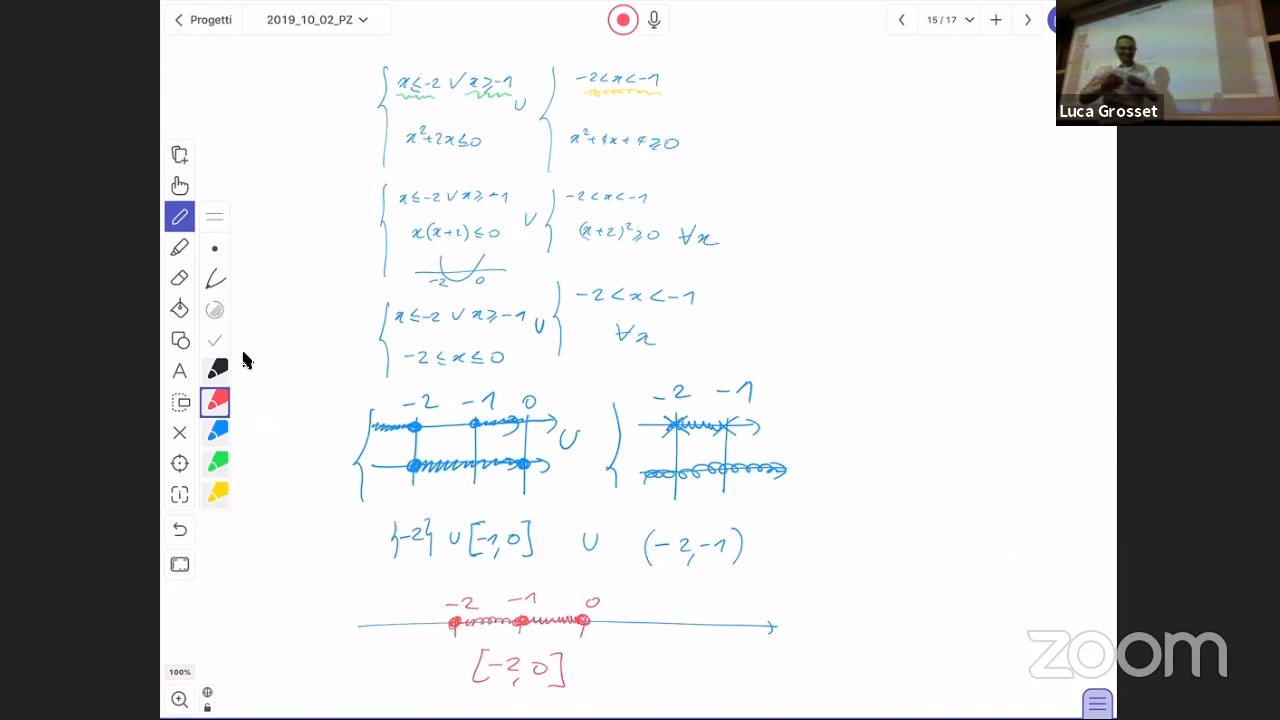 Progetti 2019_10_02_PZ 15 / 17
Luca Grosset
{ x ≤ -2 ∨ x ≥ -1 ∪ { -2 < x < -1
x² + 2x ≤ 0 x² + 4x + 4 ≥ 0
{ x ≤ -2 ∨ x ≥ -1 ∪ { -2 < x < -1
x(x+2) ≤ 0 (x+2)² ≥ 0 ∀x
-2 0
{ x ≤ -2 ∨ x ≥ -1 ∪ { -2 < x < -1
-2 ≤ x ≤ 0 ∀x
{ -2 -1 0 ∪ { -2 -1
{-2} ∪ [-1, 0] ∪ (-2, -1)
-2 -1 0
[-2, 0]
A
100%
zoom